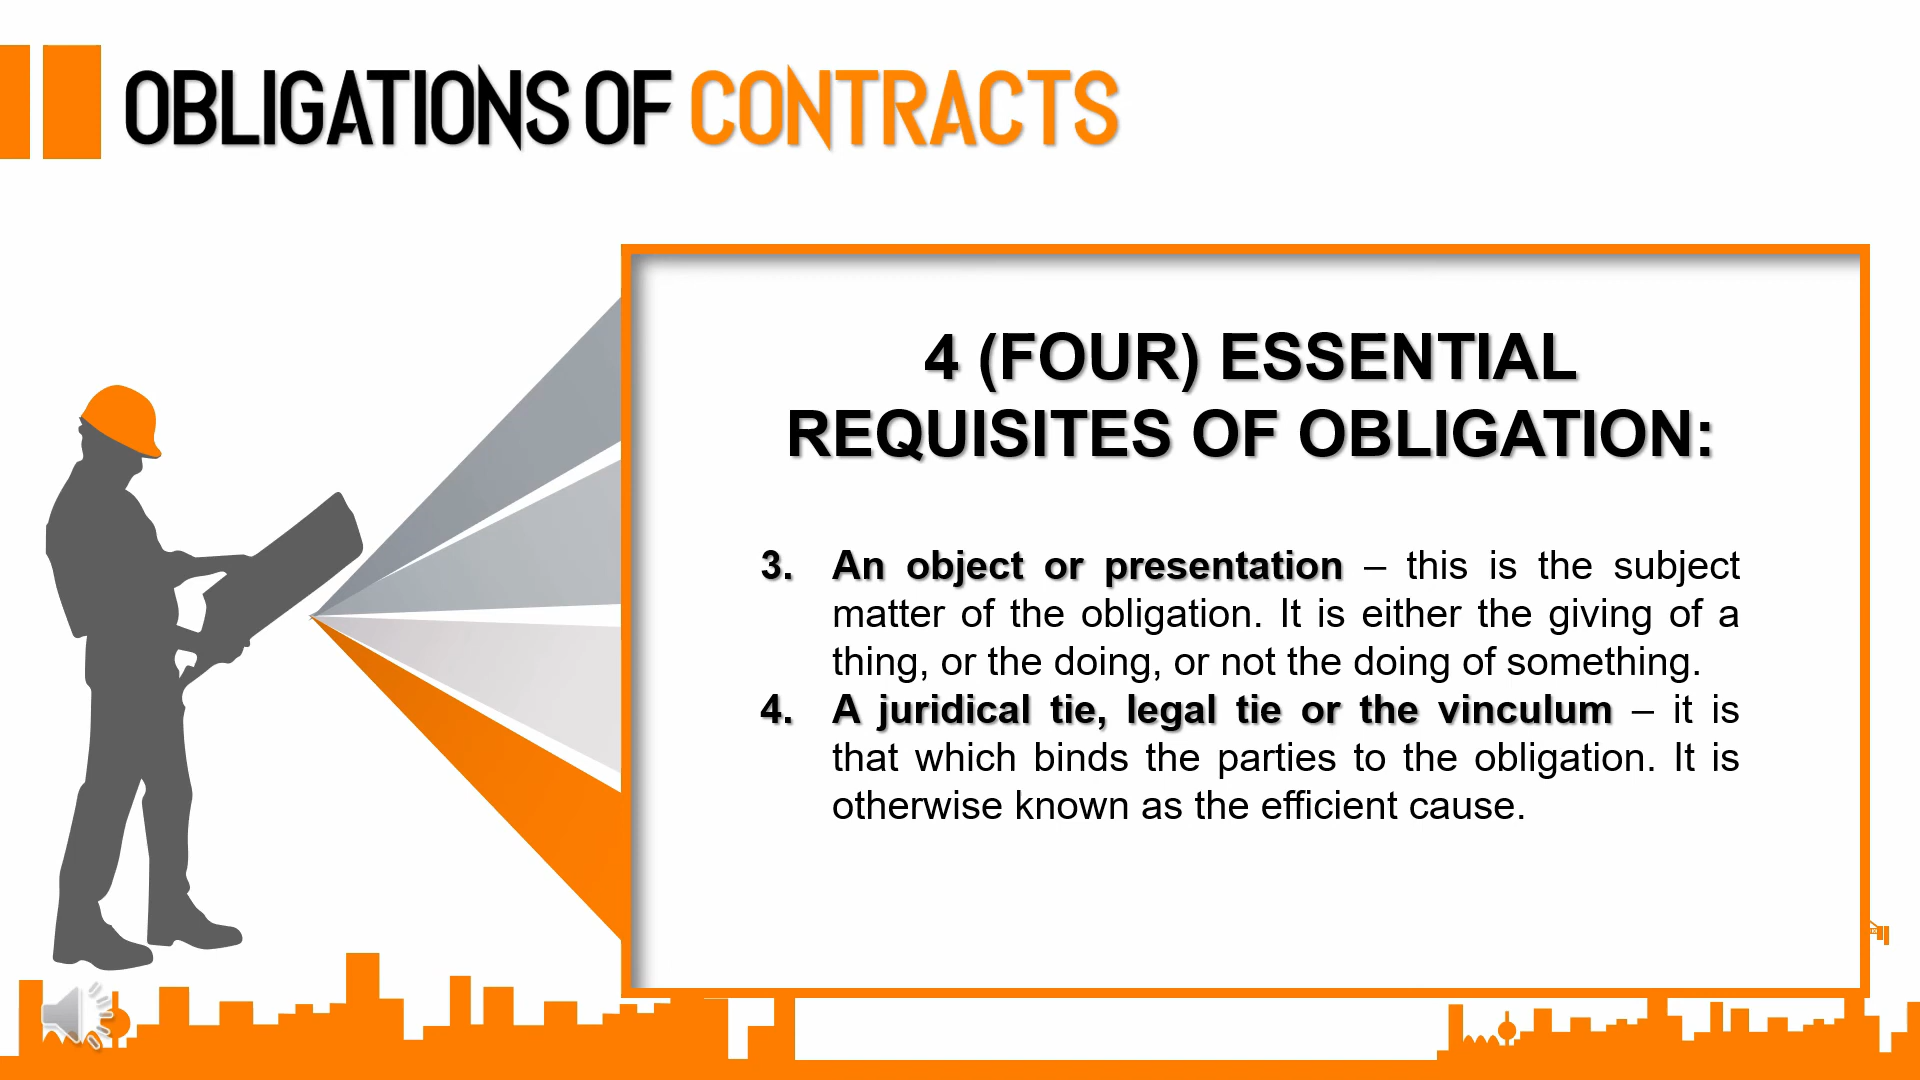 OBLIGATIONS OF CONTRACTS
4 (FOUR) ESSENTIAL
REQUISITES OF OBLIGATION:
3. An object or presentation – this is the subject
matter of the obligation. It is either the giving of a
thing, or the doing, or not the doing of something.
4. A juridical tie, legal tie or the vinculum – it is
that which binds the parties to the obligation. It is
otherwise known as the efficient cause.